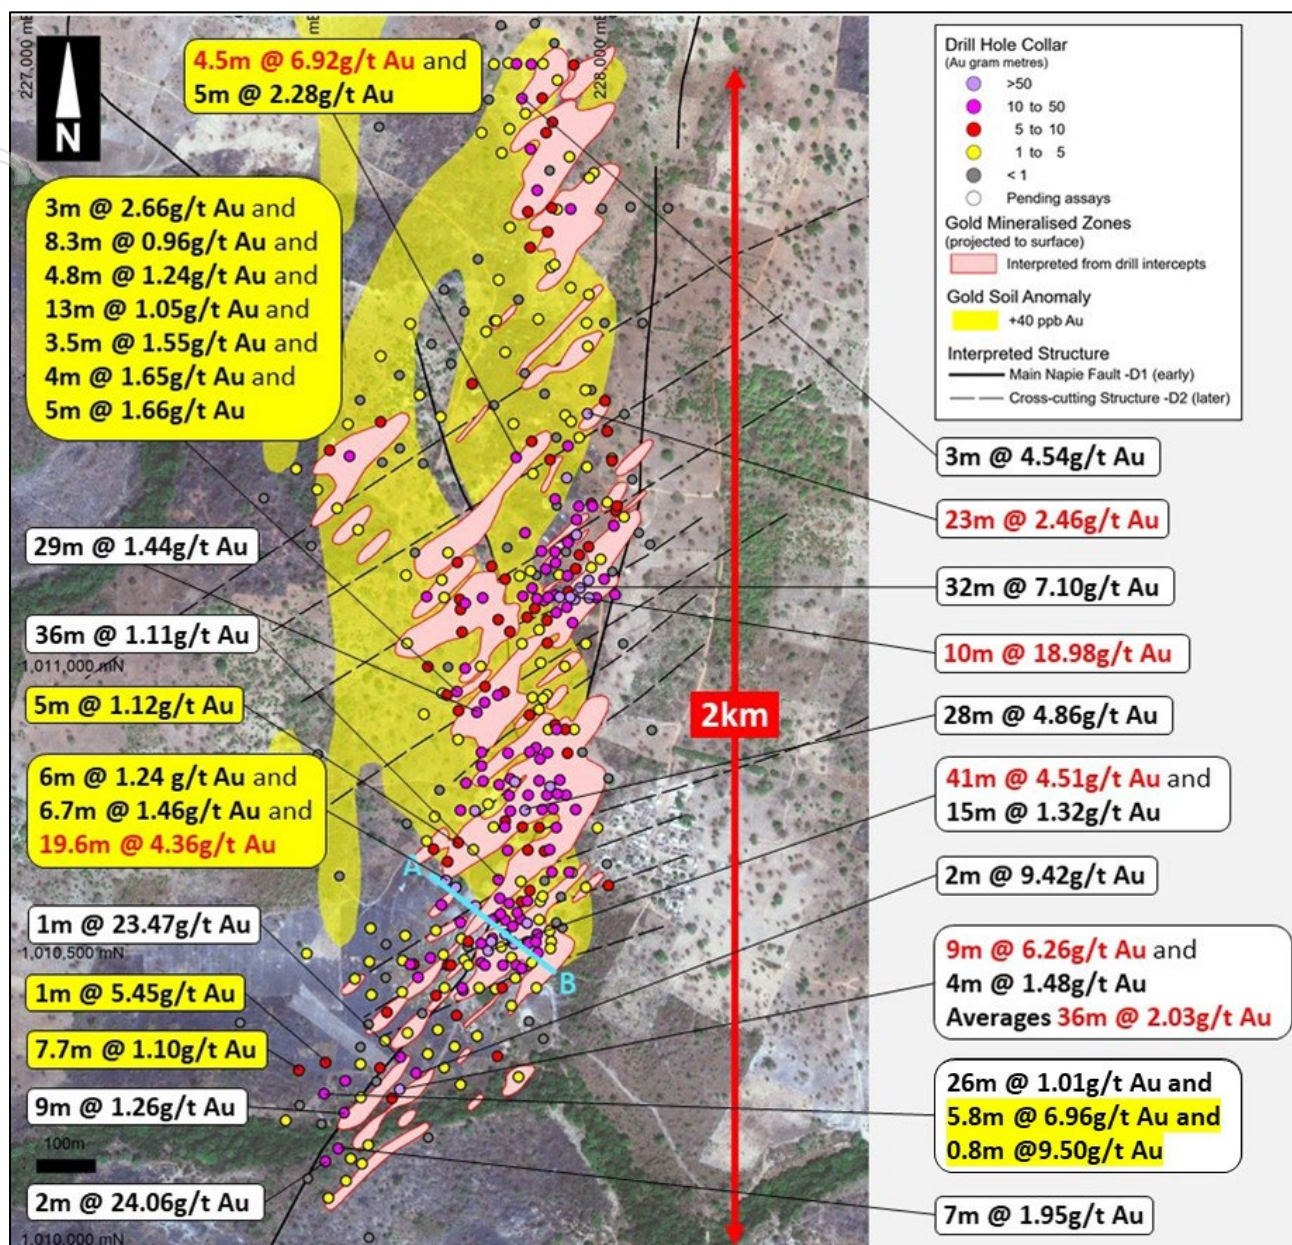 227,000 mE
mE
228,000 mE
N
4.5m @ 6.92g/t Au and
5m @ 2.28g/t Au
3m @ 2.66g/t Au and
8.3m @ 0.96g/t Au and
4.8m @ 1.24g/t Au and
13m @ 1.05g/t Au and
3.5m @ 1.55g/t Au and
4m @ 1.65g/t Au and
5m @ 1.66g/t Au
29m @ 1.44g/t Au
36m @ 1.11g/t Au
1,011,000 mN
5m @ 1.12g/t Au
6m @ 1.24 g/t Au and
6.7m @ 1.46g/t Au and
19.6m @ 4.36g/t Au
1m @ 23.47g/t Au
1,010,500 mN
1m @ 5.45g/t Au
7.7m @ 1.10g/t Au
9m @ 1.26g/t Au
100m
2m @ 24.06g/t Au
1,010,000 mN
A
B
2km
Drill Hole Collar
(Au gram metres)
>50
10 to 50
5 to 10
1 to 5
< 1
Pending assays
Gold Mineralised Zones
(projected to surface)
Interpreted from drill intercepts
Gold Soil Anomaly
+40 ppb Au
Interpreted Structure
Main Napie Fault -D1 (early)
Cross-cutting Structure -D2 (later)
3m @ 4.54g/t Au
23m @ 2.46g/t Au
32m @ 7.10g/t Au
10m @ 18.98g/t Au
28m @ 4.86g/t Au
41m @ 4.51g/t Au and
15m @ 1.32g/t Au
2m @ 9.42g/t Au
9m @ 6.26g/t Au and
4m @ 1.48g/t Au
Averages 36m @ 2.03g/t Au
26m @ 1.01g/t Au and
5.8m @ 6.96g/t Au and
0.8m @9.50g/t Au
7m @ 1.95g/t Au